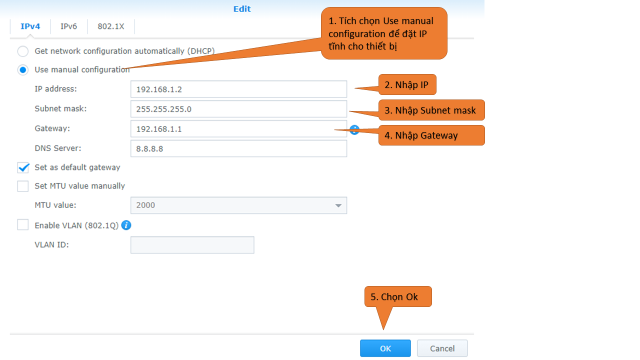 Edit
IPv4 IPv6 802.1X
1. Tích chọn Use manual
configuration để đặt IP
tĩnh cho thiết bị
Get network configuration automatically (DHCP)
Use manual configuration
IP address: 192.168.1.2
2. Nhập IP
Subnet mask: 255.255.255.0
3. Nhập Subnet mask
Gateway: 192.168.1.1
4. Nhập Gateway
DNS Server: 8.8.8.8
Set as default gateway
Set MTU value manually
MTU value: 2000
Enable VLAN (802.1Q)
VLAN ID:
5. Chọn Ok
OK Cancel